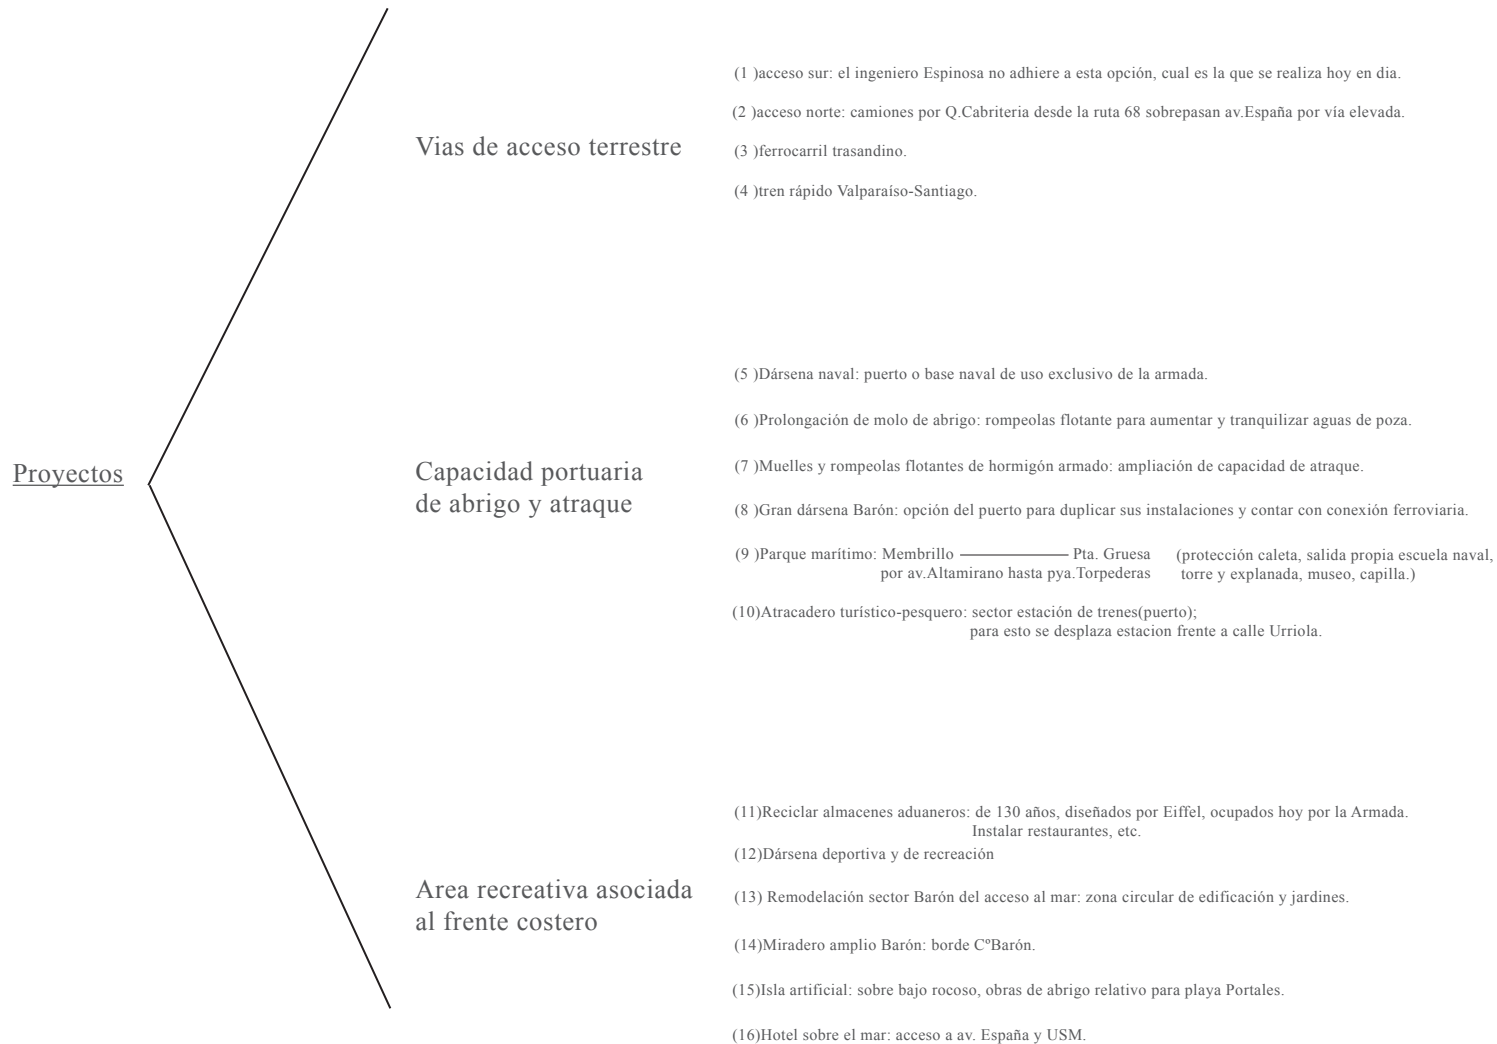 Proyectos
Vias de acceso terrestre
(1 )acceso sur: el ingeniero Espinosa no adhiere a esta opción, cual es la que se realiza hoy en dia.
(2 )acceso norte: camiones por Q.Cabriteria desde la ruta 68 sobrepasan av.España por vía elevada.
(3 )ferrocarril trasandino.
(4 )tren rápido Valparaíso-Santiago.
Capacidad portuaria
de abrigo y atraque
(5 )Dársena naval: puerto o base naval de uso exclusivo de la armada.
(6 )Prolongación de molo de abrigo: rompeolas flotante para aumentar y tranquilizar aguas de poza.
(7 )Muelles y rompeolas flotantes de hormigón armado: ampliación de capacidad de atraque.
(8 )Gran dársena Barón: opción del puerto para duplicar sus instalaciones y contar con conexión ferroviaria.
(9 )Parque marítimo: Membrillo ——— Pta. Gruesa (protección caleta, salida propia escuela naval,
por av.Altamirano hasta pya.Torpederas torre y explanada, museo, capilla.)
(10)Atracadero turístico-pesquero: sector estación de trenes(puerto);
para esto se desplaza estacion frente a calle Urriola.
Area recreativa asociada
al frente costero
(11)Reciclar almacenes aduaneros: de 130 años, diseñados por Eiffel, ocupados hoy por la Armada.
Instalar restaurantes, etc.
(12)Dársena deportiva y de recreación
(13) Remodelación sector Barón del acceso al mar: zona circular de edificación y jardines.
(14)Miradero amplio Barón: borde CºBarón.
(15)Isla artificial: sobre bajo rocoso, obras de abrigo relativo para playa Portales.
(16)Hotel sobre el mar: acceso a av. España y USM.